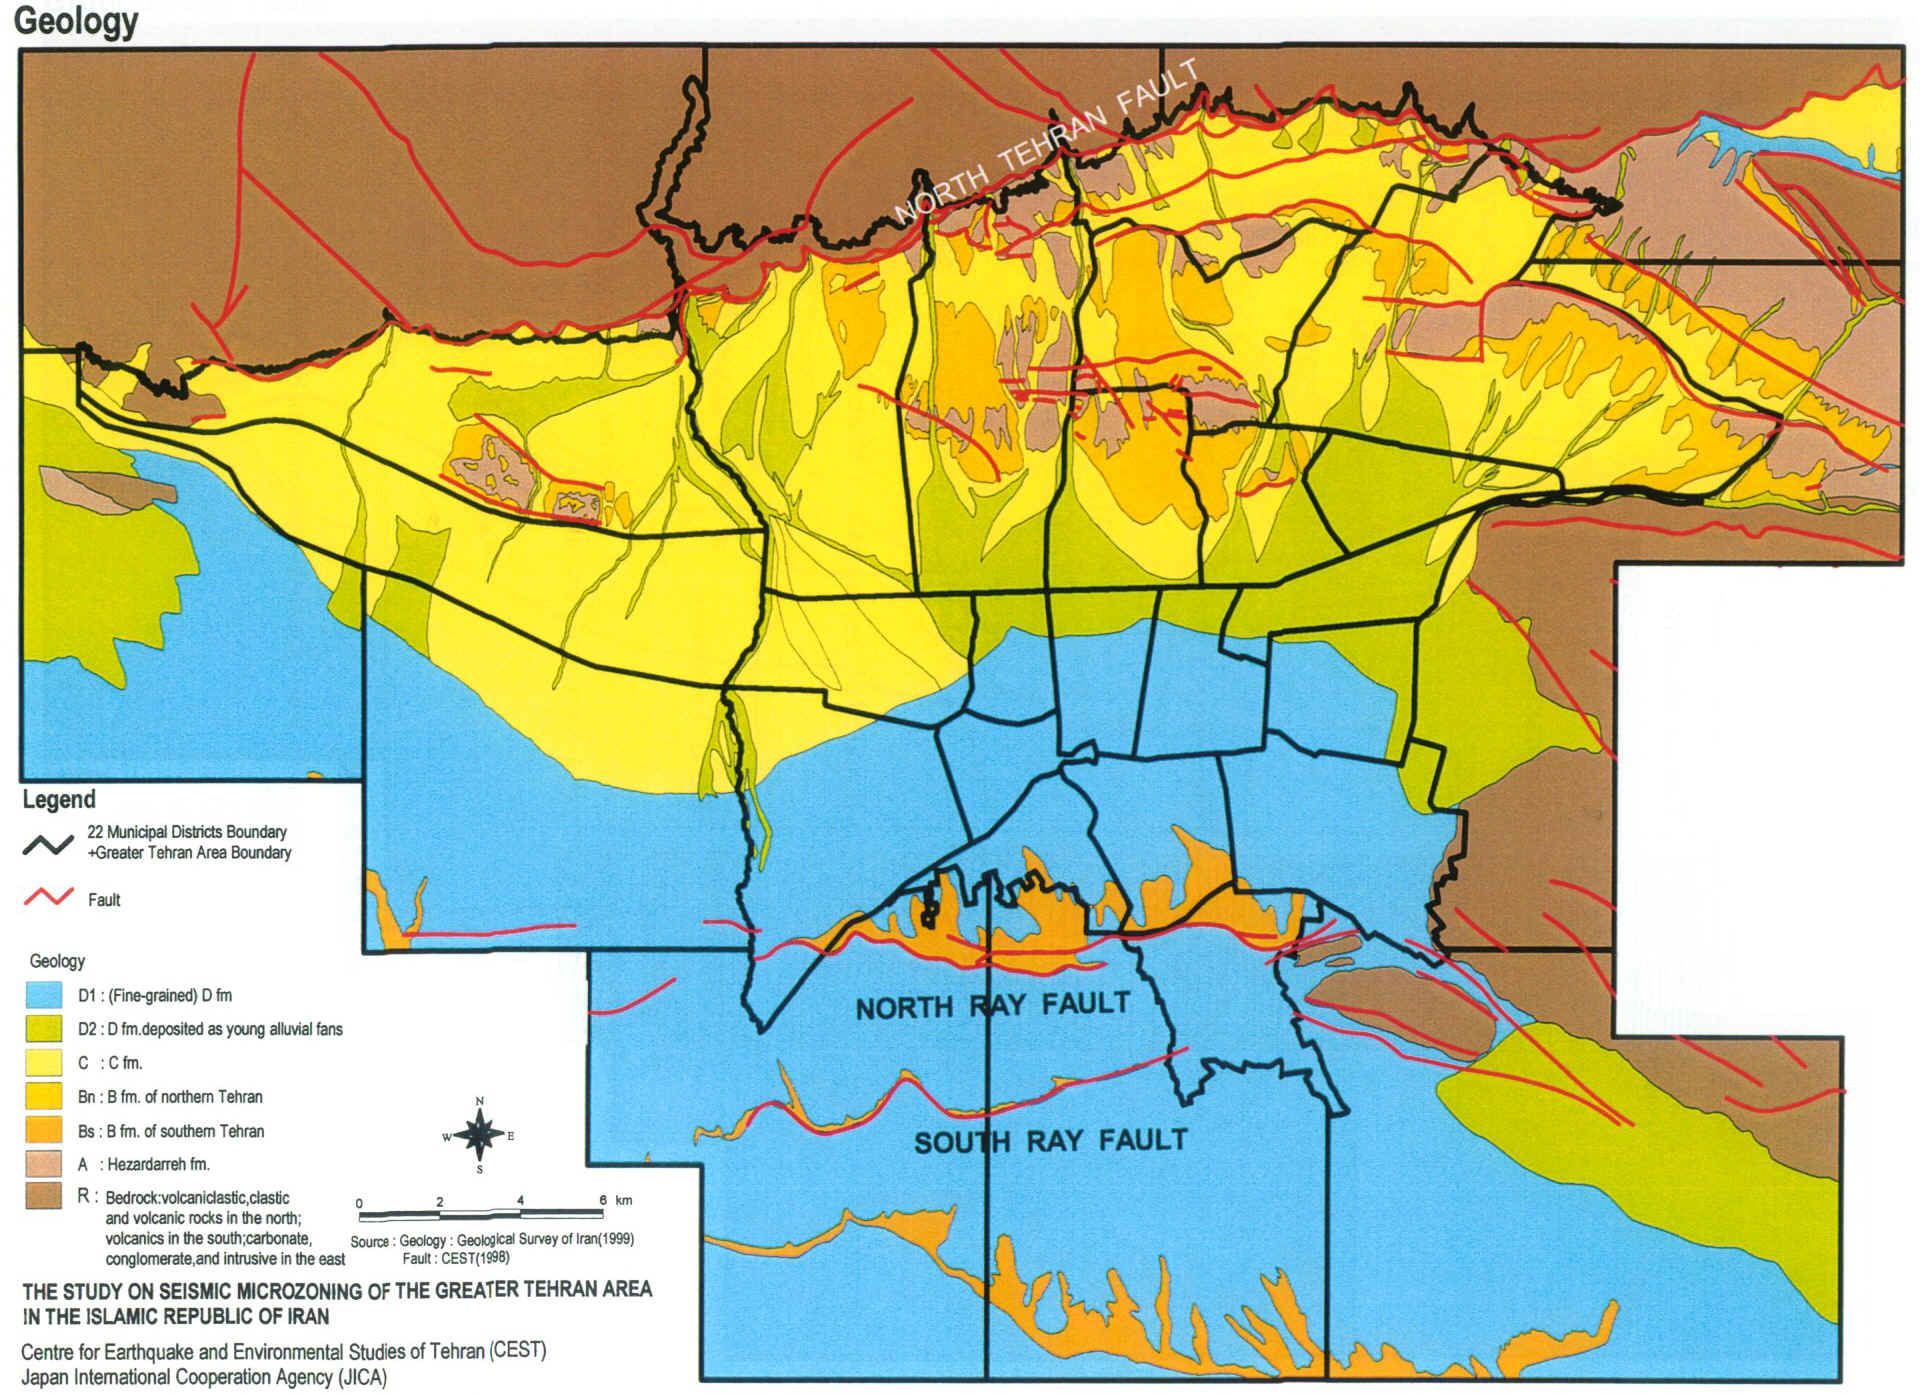 Geology
NORTH TEHRAN FAULT
Legend
22 Municipal Districts Boundary
+Greater Tehran Area Boundary
Fault
Geology
D1 : (Fine-grained) D fm
D2 : D fm.deposited as young alluvial fans
C : C fm.
Bn : B fm. of northern Tehran
Bs : B fm. of southern Tehran
A : Hezardarreh fm.
R : Bedrock:volcaniclastic,clastic
and volcanic rocks in the north;
volcanics in the south;carbonate,
conglomerate,and intrusive in the east
N
W E
S
0 2 4 6 km
Source : Geology : Geological Survey of Iran(1999)
Fault : CEST(1998)
NORTH RAY FAULT
SOUTH RAY FAULT
THE STUDY ON SEISMIC MICROZONING OF THE GREATER TEHRAN AREA
IN THE ISLAMIC REPUBLIC OF IRAN
Centre for Earthquake and Environmental Studies of Tehran (CEST)
Japan International Cooperation Agency (JICA)